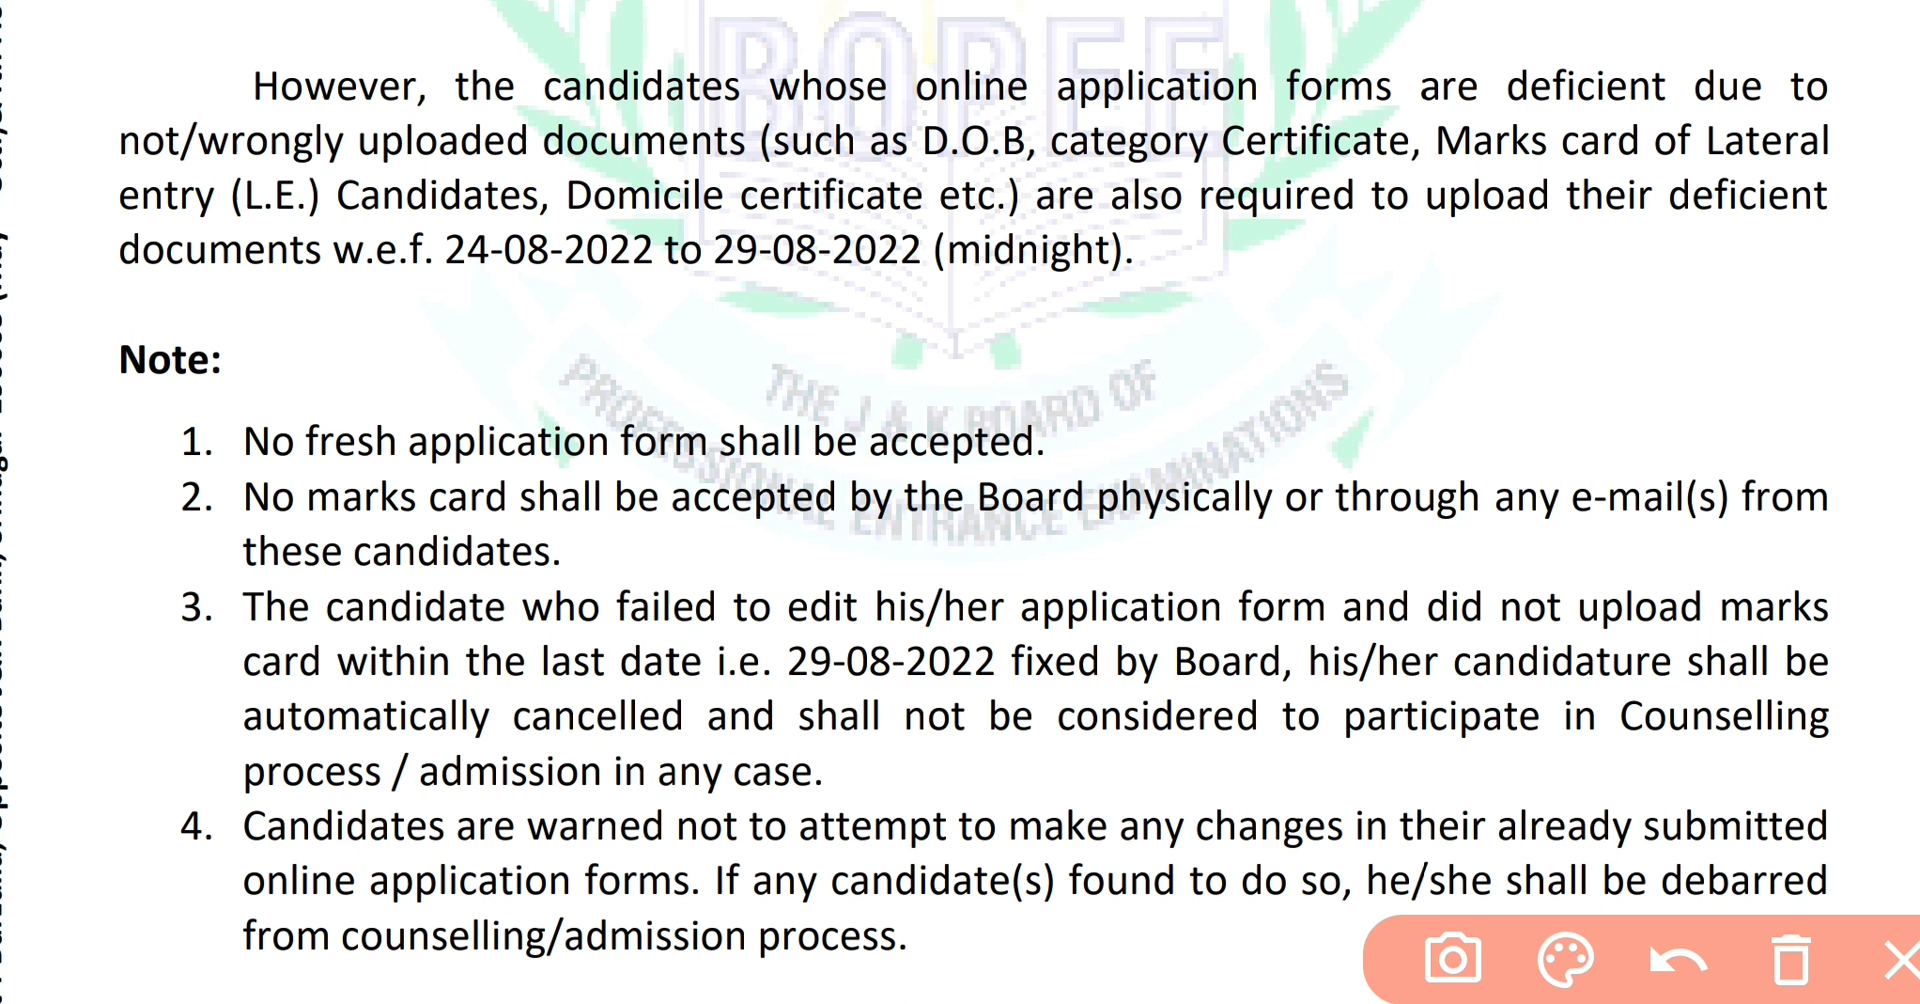 BOPEE
However, the candidates whose online application forms are deficient due to
not/wrongly uploaded documents (such as D.O.B, category Certificate, Marks card of Lateral
entry (L.E.) Candidates, Domicile certificate etc.) are also required to upload their deficient
documents w.e.f. 24-08-2022 to 29-08-2022 (midnight).
Note:
THE J & K BOARD OF
PROFESSIONAL ENTRANCE EXAMINATIONS
1. No fresh application form shall be accepted.
2. No marks card shall be accepted by the Board physically or through any e-mail(s) from
these candidates.
3. The candidate who failed to edit his/her application form and did not upload marks
card within the last date i.e. 29-08-2022 fixed by Board, his/her candidature shall be
automatically cancelled and shall not be considered to participate in Counselling
process / admission in any case.
4. Candidates are warned not to attempt to make any changes in their already submitted
online application forms. If any candidate(s) found to do so, he/she shall be debarred
from counselling/admission process.